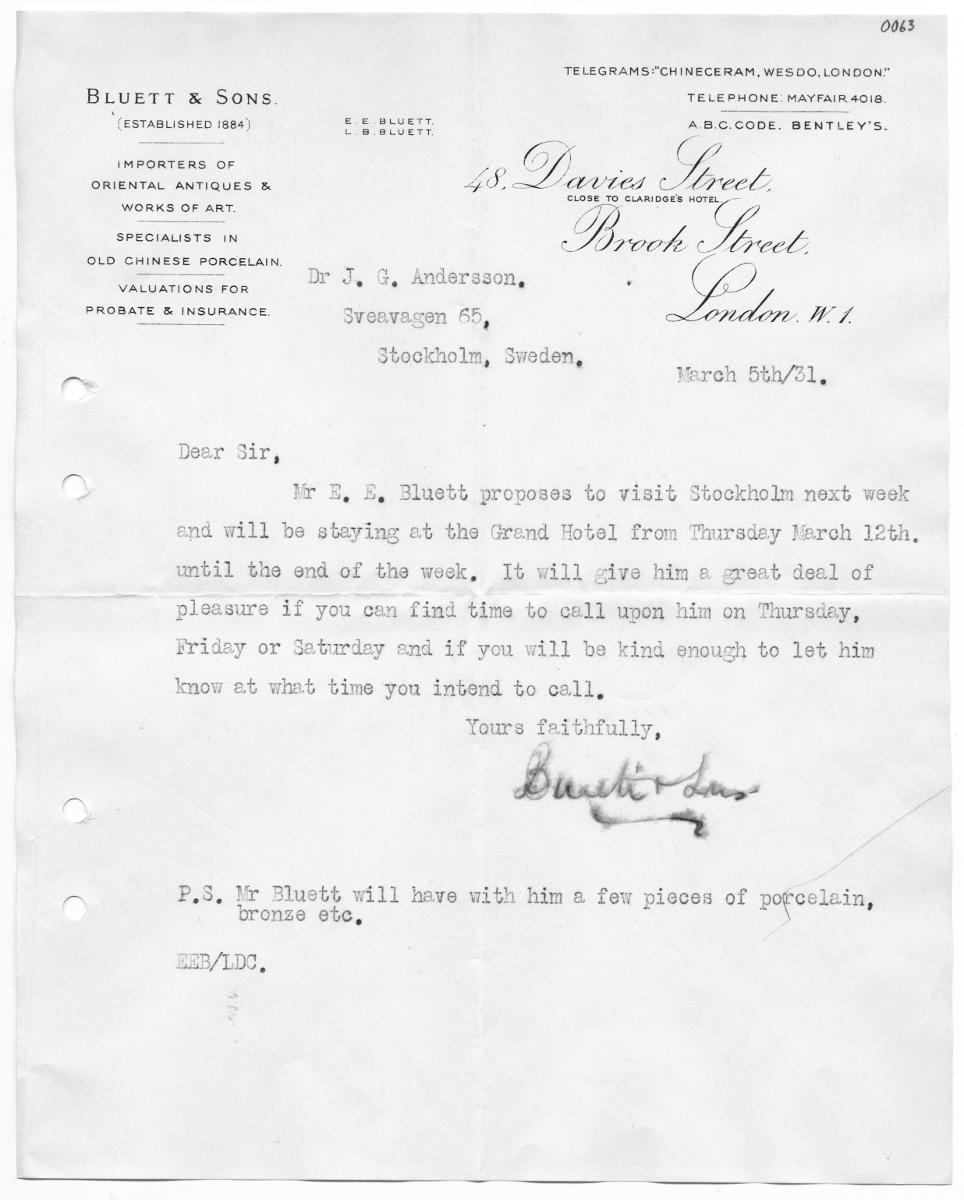 0063
BLUETT & SONS.
(ESTABLISHED 1884)
IMPORTERS OF
ORIENTAL ANTIQUES &
WORKS OF ART.
SPECIALISTS IN
OLD CHINESE PORCELAIN.
VALUATIONS FOR
PROBATE & INSURANCE.
E. E. BLUETT.
L. B. BLUETT.
TELEGRAMS: "CHINECERAM, WESDO, LONDON."
TELEPHONE: MAYFAIR 4018.
A.B.C. CODE. BENTLEY'S.
48. Davies Street.
CLOSE TO CLARIDGE'S HOTEL.
Brook Street.
London. W. 1.
Dr J. G. Andersson.
Sveavagen 65,
Stockholm, Sweden.
March 5th/31.
Dear Sir,
Mr E. E. Bluett proposes to visit Stockholm next week
and will be staying at the Grand Hotel from Thursday March 12th.
until the end of the week. It will give him a great deal of
pleasure if you can find time to call upon him on Thursday,
Friday or Saturday and if you will be kind enough to let him
know at what time you intend to call.
Yours faithfully,
Bluett & Sons
P.S. Mr Bluett will have with him a few pieces of porcelain,
bronze etc.
EEB/LDC.